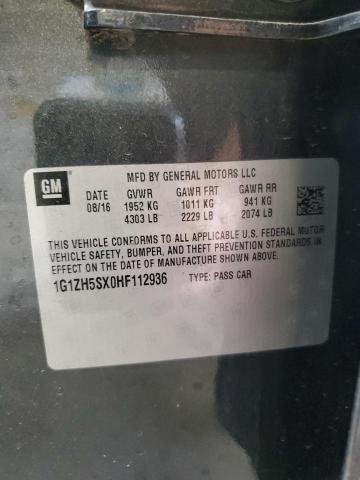 GM
MFD BY GENERAL MOTORS LLC
DATE GVWR GAWR FRT GAWR RR
08/16 1952 KG 1011 KG 941 KG
4303 LB 2229 LB 2074 LB
THIS VEHICLE CONFORMS TO ALL APPLICABLE U.S. FEDERAL MOTOR
VEHICLE SAFETY, BUMPER, AND THEFT PREVENTION STANDARDS IN
EFFECT ON THE DATE OF MANUFACTURE SHOWN ABOVE.
1G1ZH5SX0HF112936 TYPE: PASS CAR